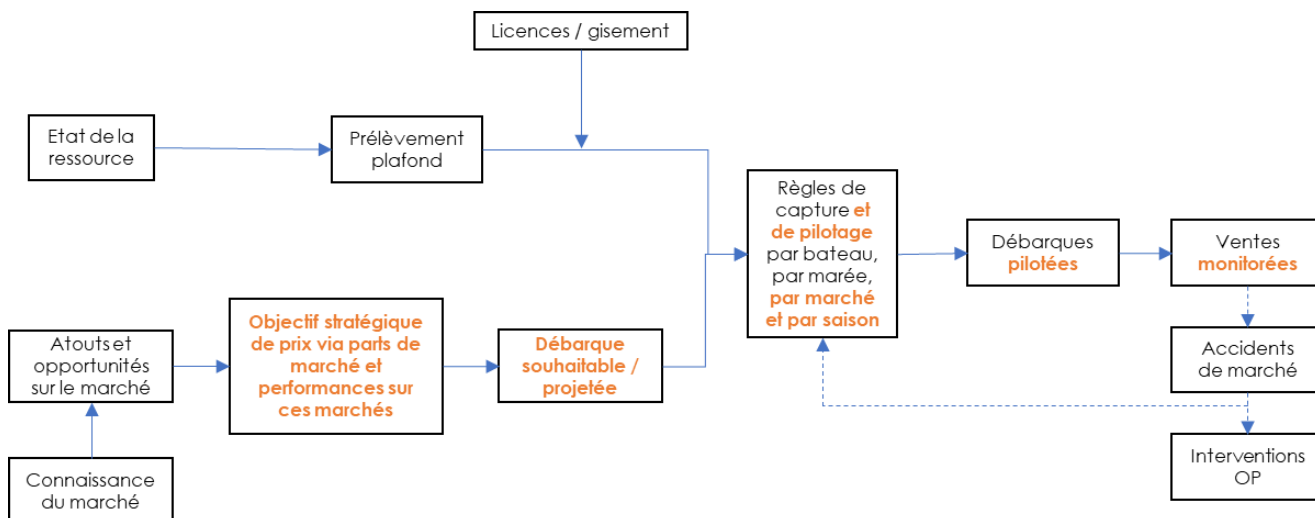 Licences / gisement
Etat de la
ressource
Prélèvement
plafond
Règles de
capture et
de pilotage
par bateau,
par marée,
par marché
et par saison
Débarques
pilotées
Ventes
monitorées
Atouts et
opportunités
sur le marché
Objectif stratégique
de prix via parts de
marché et
performances sur
ces marchés
Débarque
souhaitable /
projetée
Accidents
de marché
Connaissance
du marché
Interventions
OP